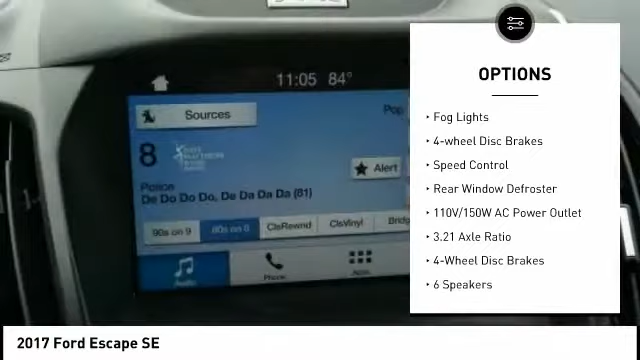 11:05 84°
Sources
Pop
8
Alert
Police
De Do Do Do, De Da Da Da (81)
90s on 9
80s on 8
ClsRewnd
ClsVinyl
Phone
Apps
OPTIONS
• Fog Lights
• 4-wheel Disc Brakes
• Speed Control
• Rear Window Defroster
• 110V/150W AC Power Outlet
• 3.21 Axle Ratio
• 4-Wheel Disc Brakes
• 6 Speakers
2017 Ford Escape SE